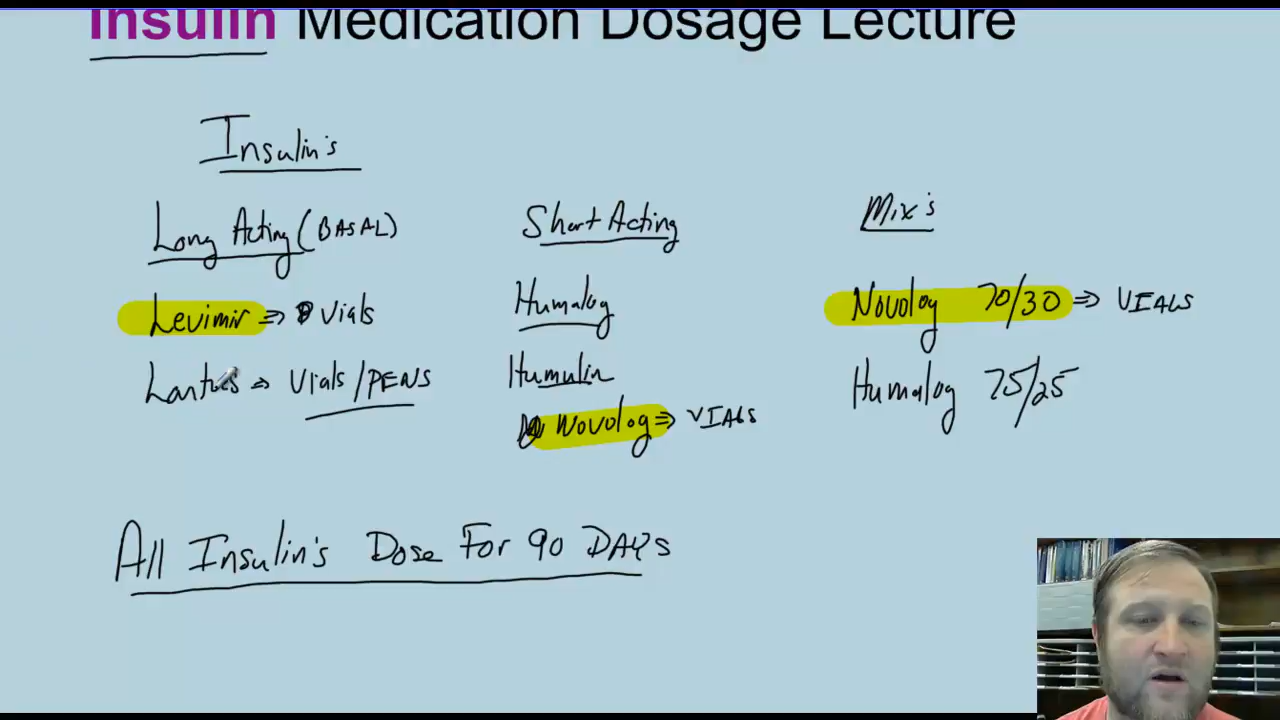 Insulin Medication Dosage Lecture
Insulin's
Long Acting (BASAL)
Levimir ⇒ Vials
Lantus ⇒ Vials/PENS
Short Acting
Humalog
Humulin
Novolog ⇒ VIALS
Mix's
Novolog 70/30 ⇒ VIALS
Humalog 75/25
All Insulin's Dose For 90 DAYS